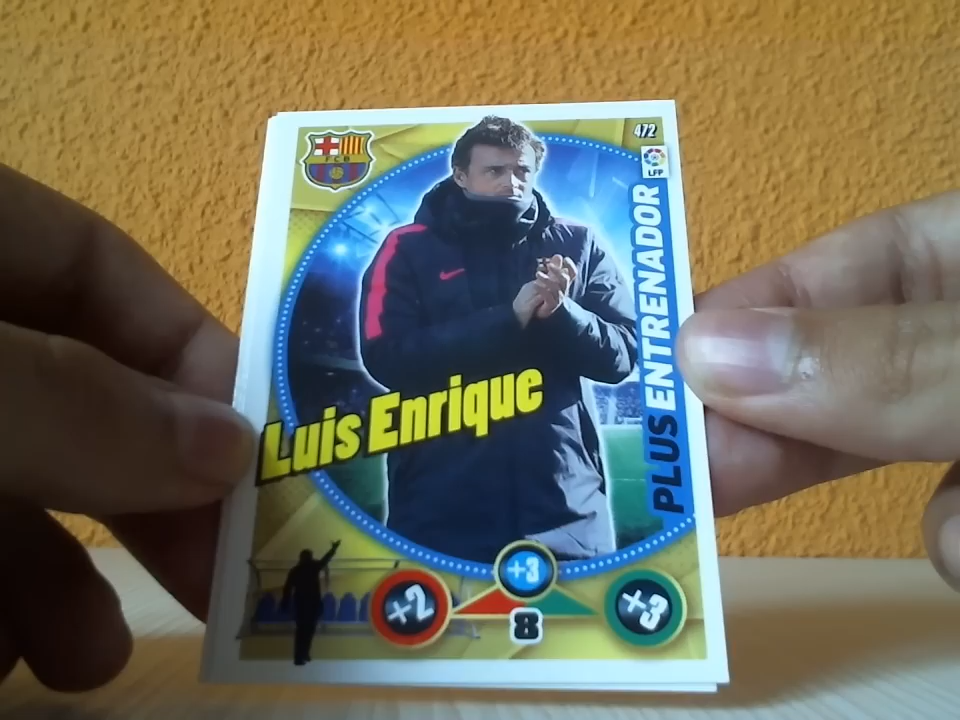 FCB
472
LFP
PLUS ENTRENADOR
Luis Enrique
+3
+2
+3
8